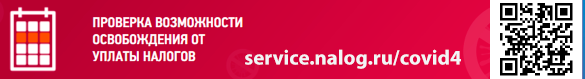 ПРОВЕРКА ВОЗМОЖНОСТИ
ОСВОБОЖДЕНИЯ ОТ
УПЛАТЫ НАЛОГОВ
service.nalog.ru/covid4